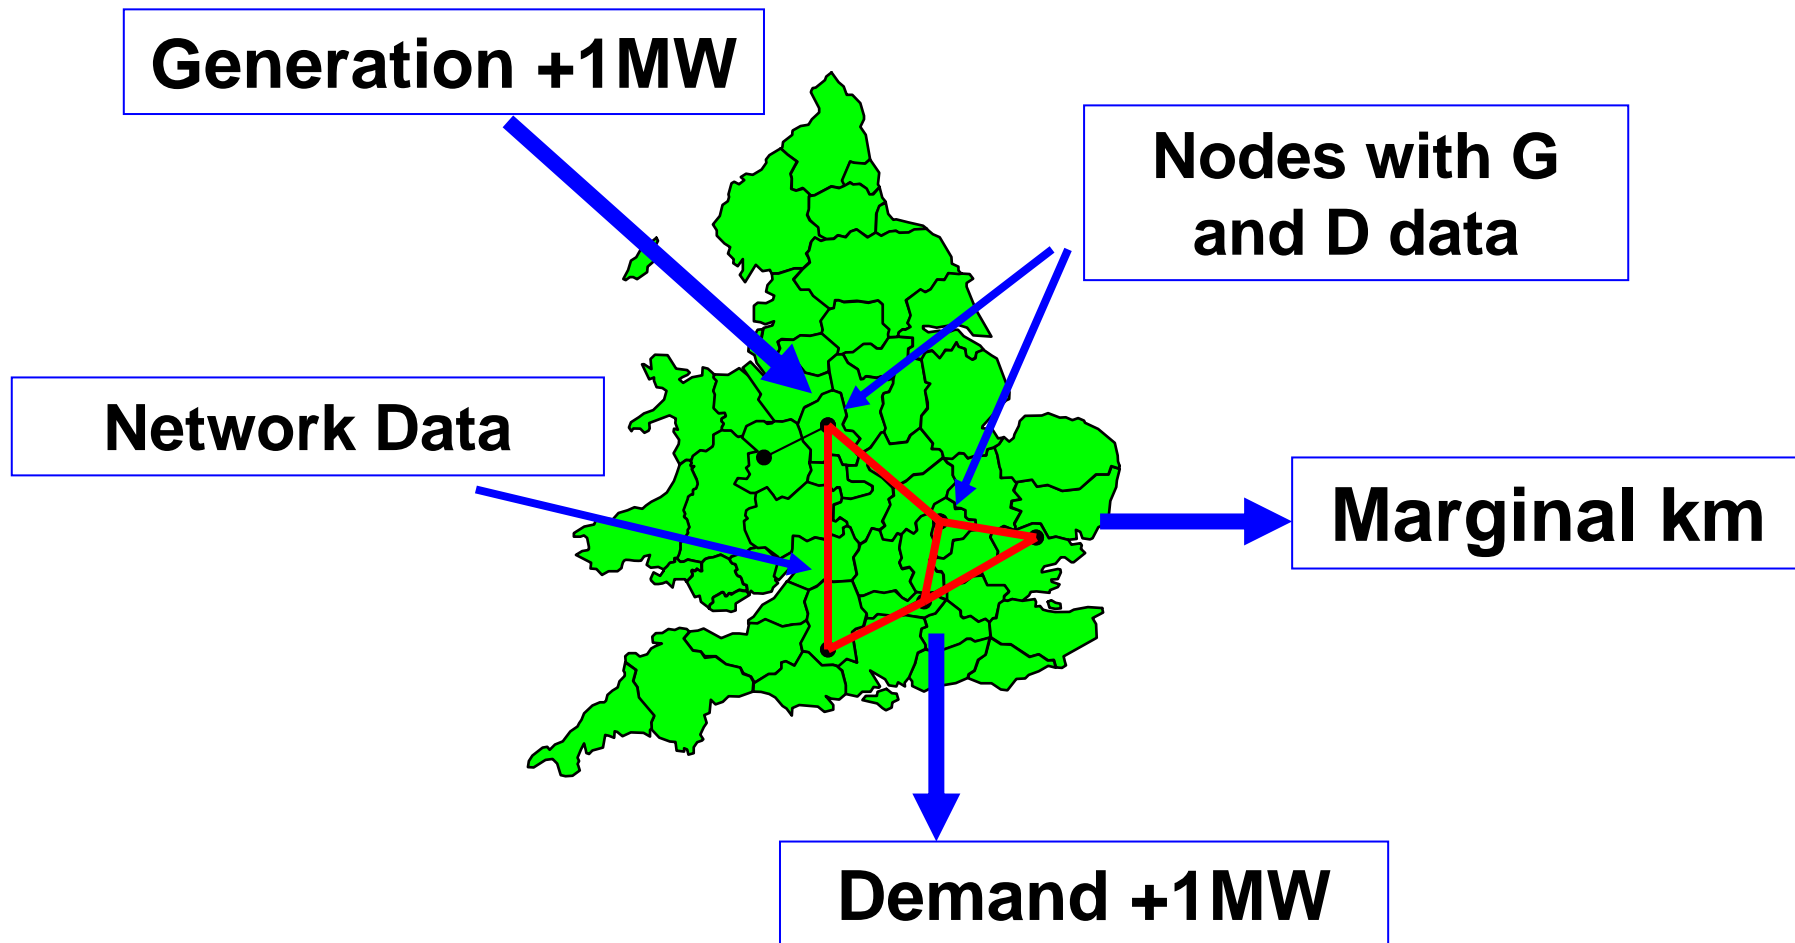 Generation +1MW
Nodes with G
and D data
Network Data
Marginal km
Demand +1MW